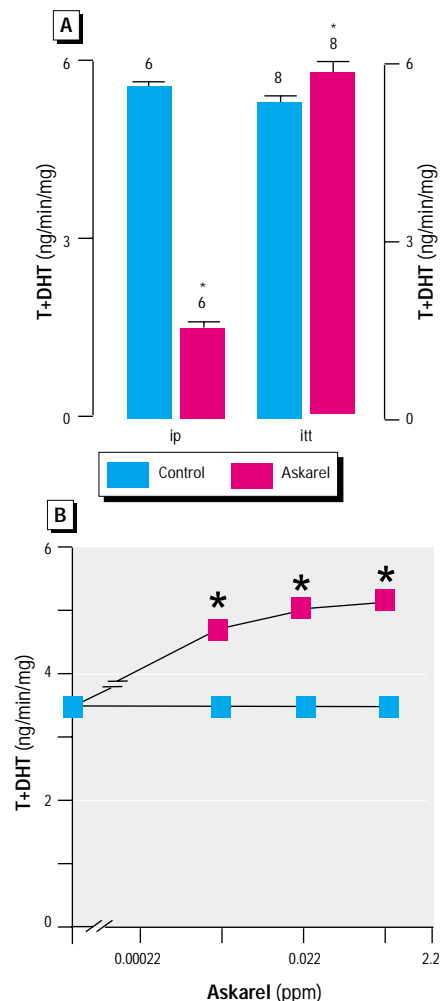 A
T+DHT (ng/min/mg)
6
3
0
6
*
6
8
*
8
6
3
0
T+DHT (ng/min/mg)
ip
itt
Control
Askarel
B
T+DHT (ng/min/mg)
6
4
2
0
*
*
*
0.00022
0.022
2.2
Askarel (ppm)